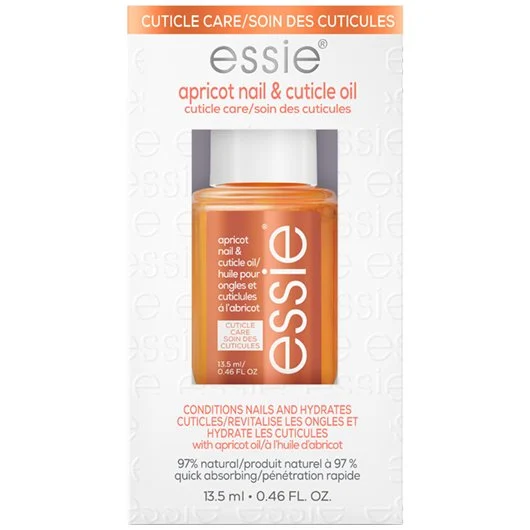 CUTICLE CARE/SOIN DES CUTICULES
essie®
apricot nail & cuticle oil
cuticle care/soin des cuticules
apricot
nail &
cuticle oil/
huile pour
ongles et
cuticlules
à l'abricot
CUTICLE
CARE
SOIN DES
CUTICULES
13.5 ml/
0.46 FL OZ
essie®
CONDITIONS NAILS AND HYDRATES
CUTICLES/REVITALISE LES ONGLES ET
HYDRATE LES CUTICULES
with apricot oil/à l'huile d'abricot
97% natural/produit naturel à 97 %
quick absorbing/pénétration rapide
13.5 ml • 0.46 FL. OZ.